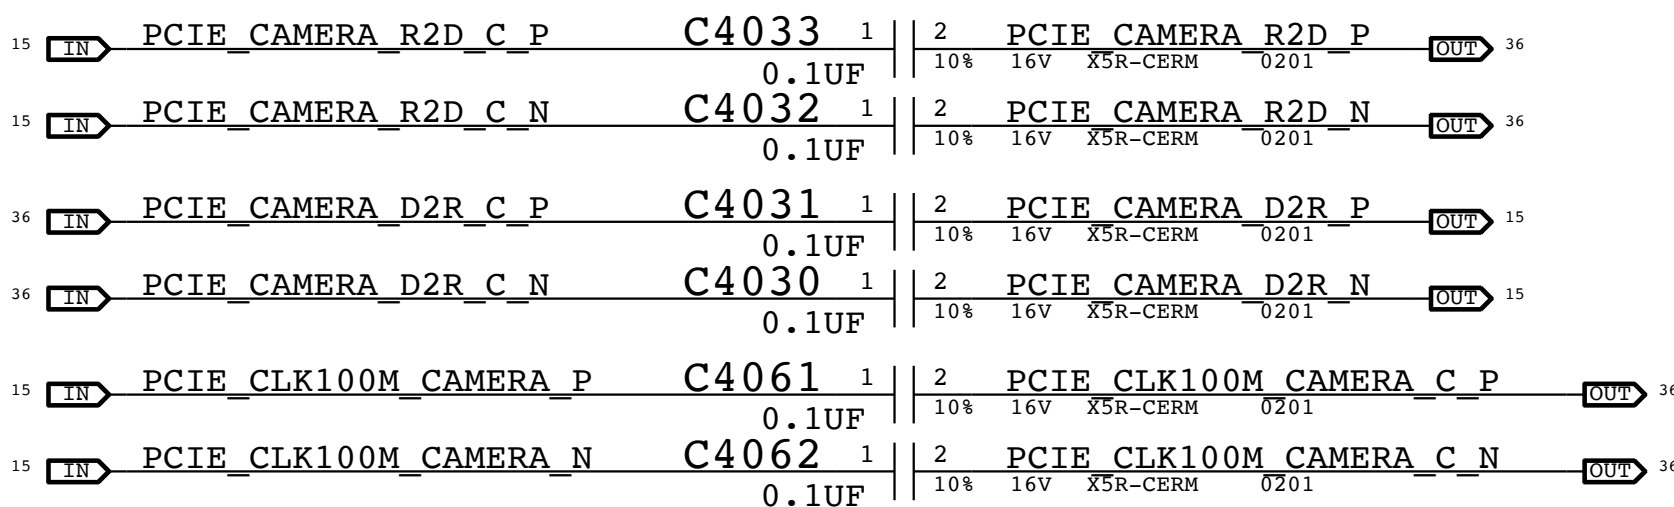 15 IN PCIE_CAMERA_R2D_C_P C4033 1 2 PCIE_CAMERA_R2D_P OUT 36
0.1UF 10% 16V X5R-CERM 0201
15 IN PCIE_CAMERA_R2D_C_N C4032 1 2 PCIE_CAMERA_R2D_N OUT 36
0.1UF 10% 16V X5R-CERM 0201
36 IN PCIE_CAMERA_D2R_C_P C4031 1 2 PCIE_CAMERA_D2R_P OUT 15
0.1UF 10% 16V X5R-CERM 0201
36 IN PCIE_CAMERA_D2R_C_N C4030 1 2 PCIE_CAMERA_D2R_N OUT 15
0.1UF 10% 16V X5R-CERM 0201
15 IN PCIE_CLK100M_CAMERA_P C4061 1 2 PCIE_CLK100M_CAMERA_C_P OUT 36
0.1UF 10% 16V X5R-CERM 0201
15 IN PCIE_CLK100M_CAMERA_N C4062 1 2 PCIE_CLK100M_CAMERA_C_N OUT 36
0.1UF 10% 16V X5R-CERM 0201